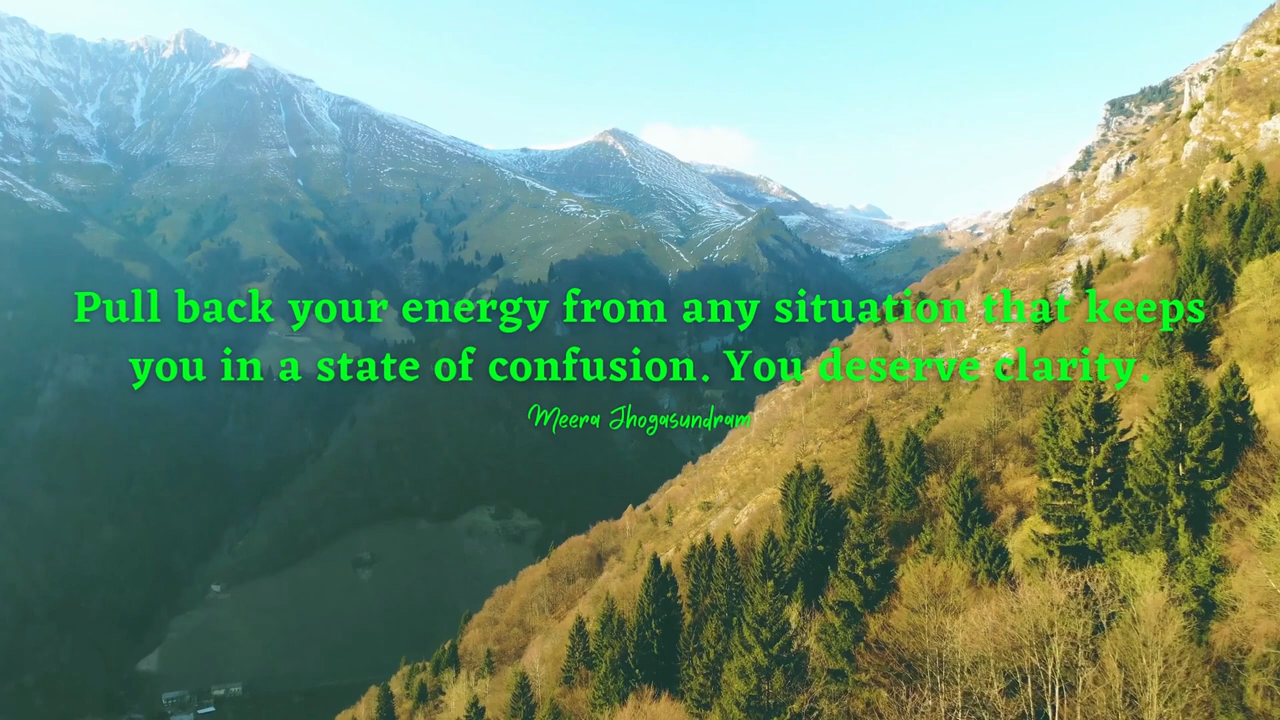 Pull back your energy from any situation that keeps
you in a state of confusion. You deserve clarity.
Meera Jhogasundram